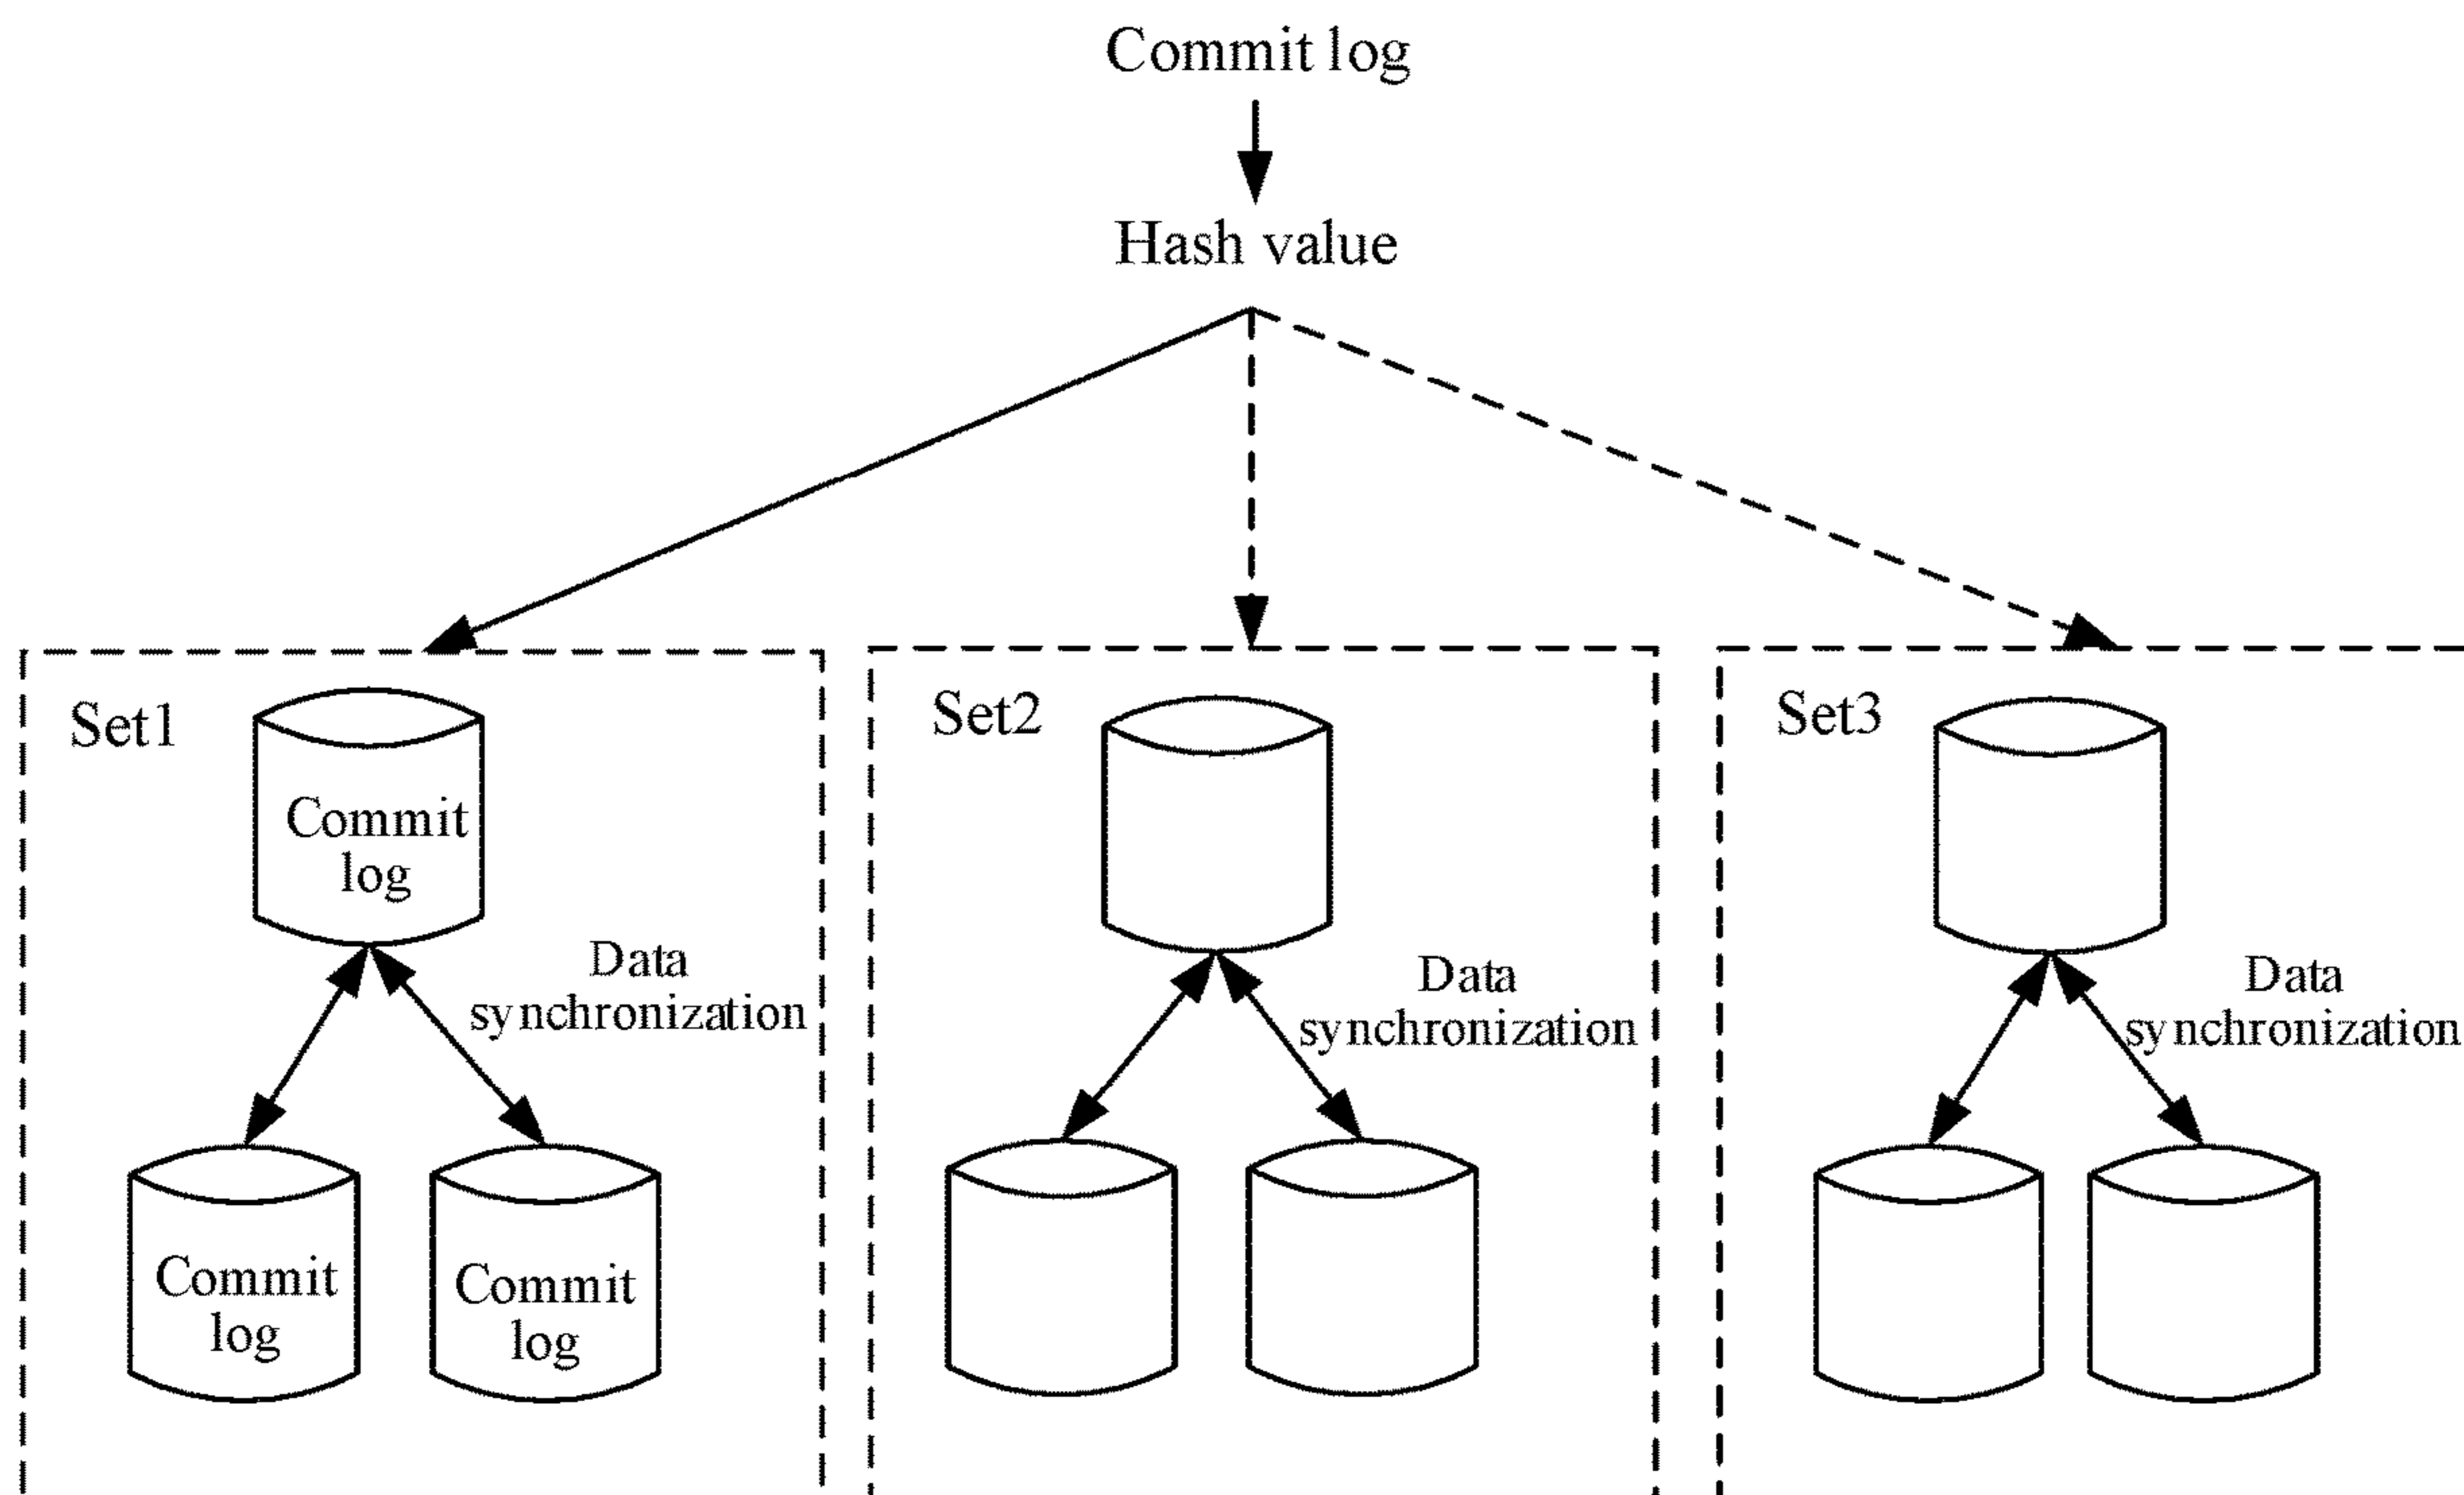 Commit log
Hash value
Set1
Commit
log
Data
synchronization
Commit
log
Commit
log
Set2
Data
synchronization
Set3
Data
synchronization